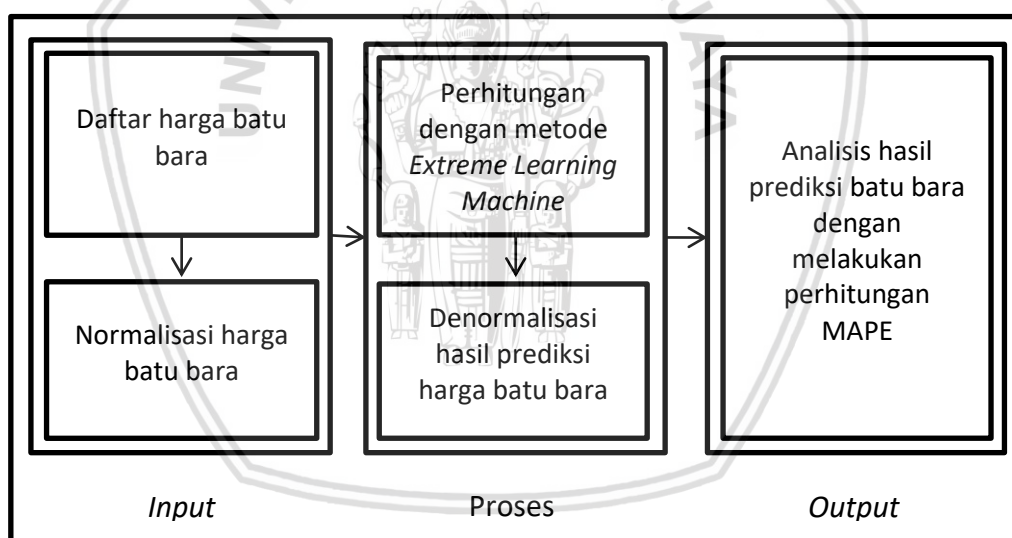 Daftar harga batu
bara
Normalisasi harga
batu bara
Input
Perhitungan
dengan metode
Extreme Learning
Machine
Denormalisasi
hasil prediksi
harga batu bara
Proses
Analisis hasil
prediksi batu bara
dengan
melakukan
perhitungan
MAPE
Output